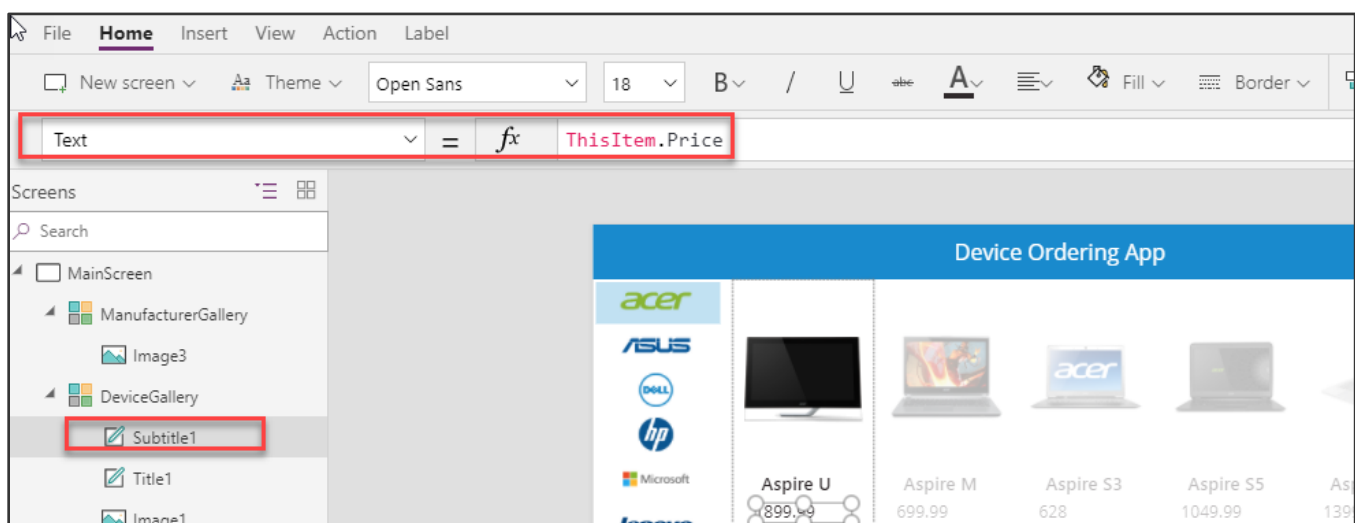 File Home Insert View Action Label
New screen Aa Theme Open Sans 18 B / U abc A Fill Border
Text = fx ThisItem.Price
Screens
Search
Device Ordering App
MainScreen
acer
ManufacturerGallery
ASUS
Image3
acer
DELL
DeviceGallery
hp
Subtitle1
Title1
Microsoft
Aspire U Aspire M Aspire S3 Aspire S5
899.99 699.99 628 1049.99
Image1